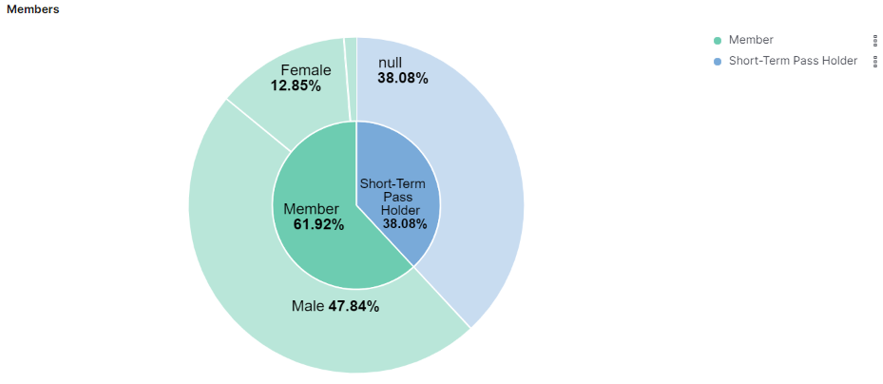 Members
Member
Short-Term Pass Holder
null
38.08%
Female
12.85%
Short-Term
Pass
Holder
38.08%
Member
61.92%
Male 47.84%